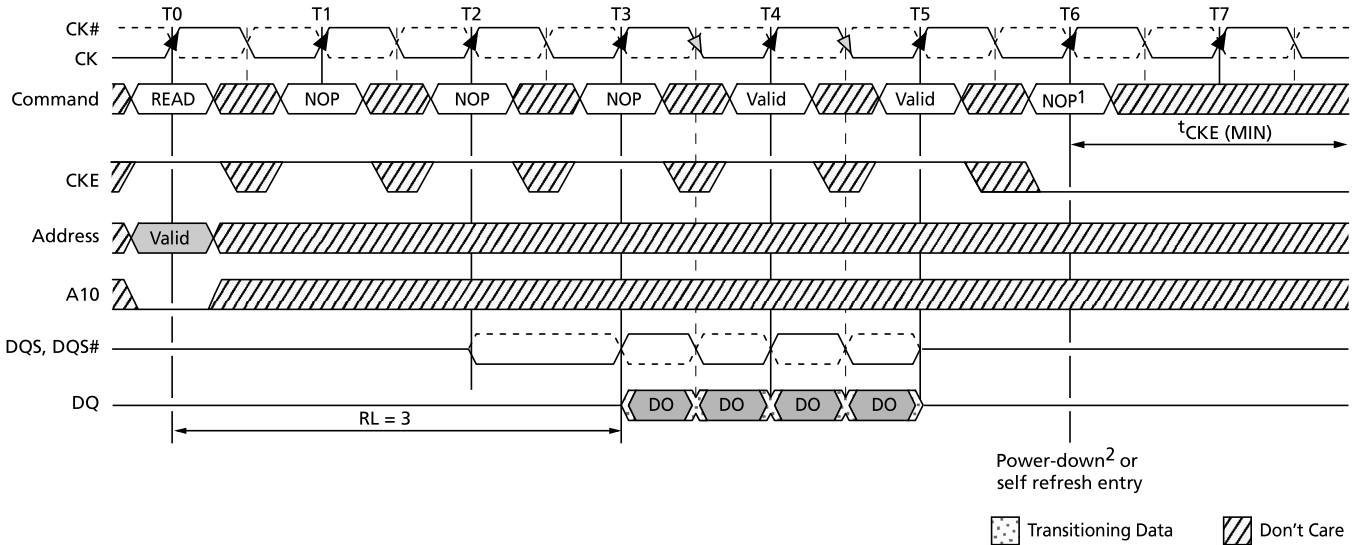 T0 T1 T2 T3 T4 T5 T6 T7
CK#
CK
Command READ NOP NOP NOP Valid Valid NOP1
tCKE (MIN)
CKE
Address Valid
A10
DQS, DQS#
DQ DO DO DO DO
RL = 3
Power-down2 or
self refresh entry
Transitioning Data Don't Care